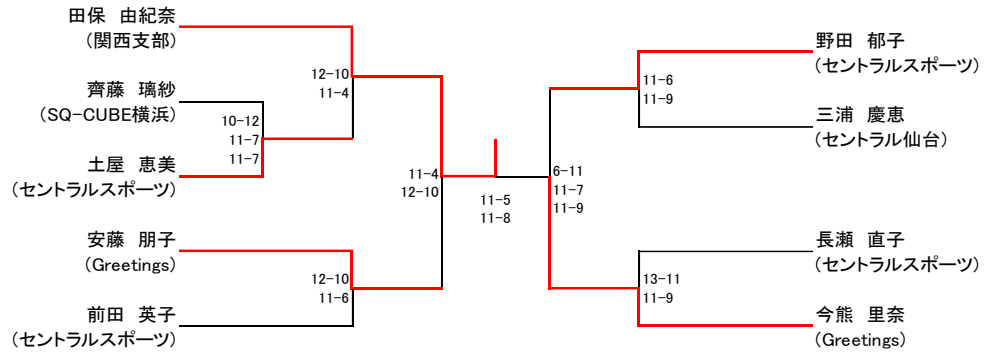 田保　由紀奈
(関西支部)
12-10
11-4
齊藤　璃紗
(SQ-CUBE横浜)
10-12
11-7
11-7
土屋　恵美
(セントラルスポーツ)
11-4
12-10
安藤　朋子
(Greetings)
12-10
11-6
前田　英子
(セントラルスポーツ)
11-5
11-8
野田　郁子
(セントラルスポーツ)
11-6
11-9
三浦　慶恵
(セントラル仙台)
6-11
11-7
11-9
長瀬　直子
(セントラルスポーツ)
13-11
11-9
今熊　里奈
(Greetings)